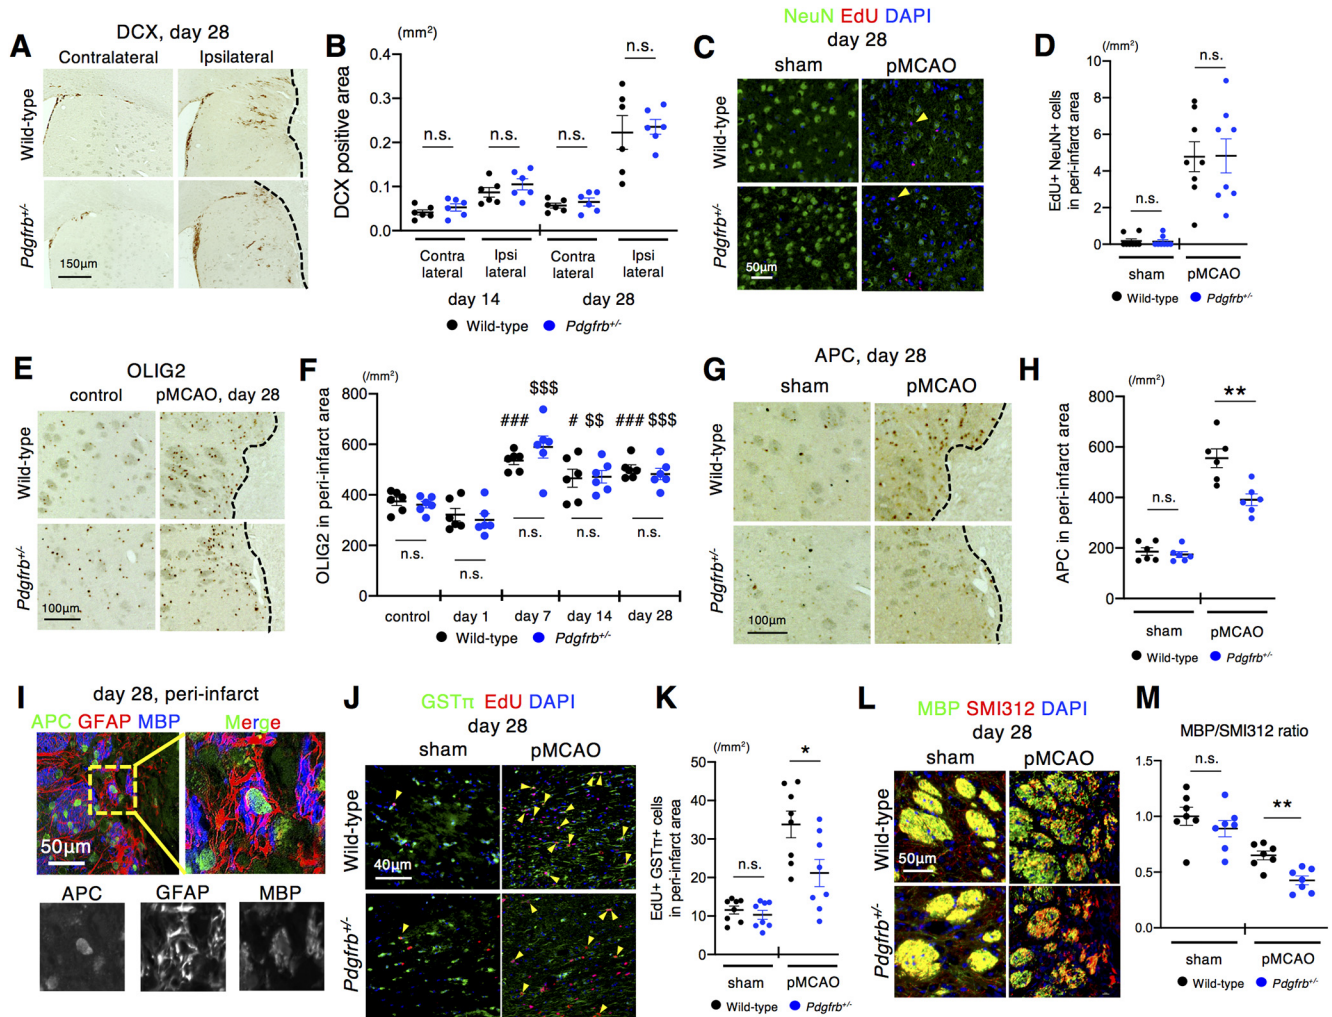 A
DCX, day 28
Contralateral
Ipsilateral
Wild-type
Pdgfrb+/-
150µm
B
(mm2)
DCX positive area
0.4
0.3
0.2
0.1
0.0
n.s.
n.s.
n.s.
n.s.
Contra lateral
Ipsi lateral
Contra lateral
Ipsi lateral
day 14
day 28
Wild-type
Pdgfrb+/-
C
NeuN EdU DAPI
day 28
sham
pMCAO
Wild-type
Pdgfrb+/-
50µm
D
(/mm2)
EdU+ NeuN+ cells
in peri-infarct area
10
8
6
4
2
0
n.s.
n.s.
sham
pMCAO
Wild-type
Pdgfrb+/-
E
OLIG2
control
pMCAO, day 28
Wild-type
Pdgfrb+/-
100µm
F
(/mm2)
OLIG2 in peri-infarct area
800
600
400
200
0
$$$
###
# $$
### $$$
n.s.
n.s.
n.s.
n.s.
n.s.
control
day 1
day 7
day 14
day 28
Wild-type
Pdgfrb+/-
G
APC, day 28
sham
pMCAO
Wild-type
Pdgfrb+/-
100µm
H
(/mm2)
APC in peri-infarct area
800
600
400
200
0
n.s.
**
sham
pMCAO
Wild-type
Pdgfrb+/-
I
day 28, peri-infarct
APC GFAP MBP
Merge
50µm
APC
GFAP
MBP
J
GSTπ EdU DAPI
day 28
sham
pMCAO
Wild-type
Pdgfrb+/-
40µm
K
(/mm2)
EdU+ GSTπ+ cells
in peri-infarct area
50
40
30
20
10
0
n.s.
*
sham
pMCAO
Wild-type
Pdgfrb+/-
L
MBP SMI312 DAPI
day 28
sham
pMCAO
Wild-type
Pdgfrb+/-
50µm
M
MBP/SMI312 ratio
1.5
1.0
0.5
0.0
n.s.
**
sham
pMCAO
Wild-type
Pdgfrb+/-